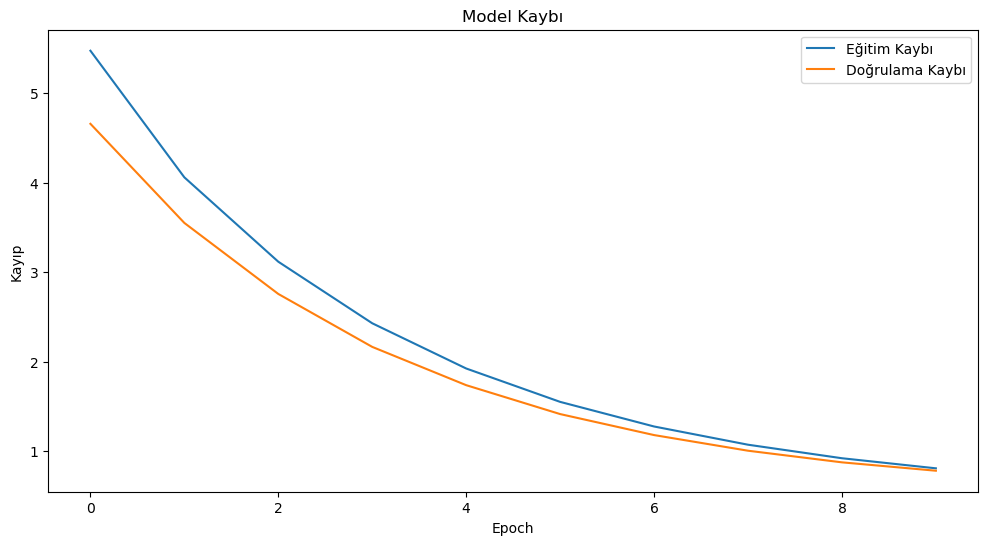 Model Kaybı
Eğitim Kaybı
Doğrulama Kaybı
Kayıp
5
4
3
2
1
0 2 4 6 8
Epoch